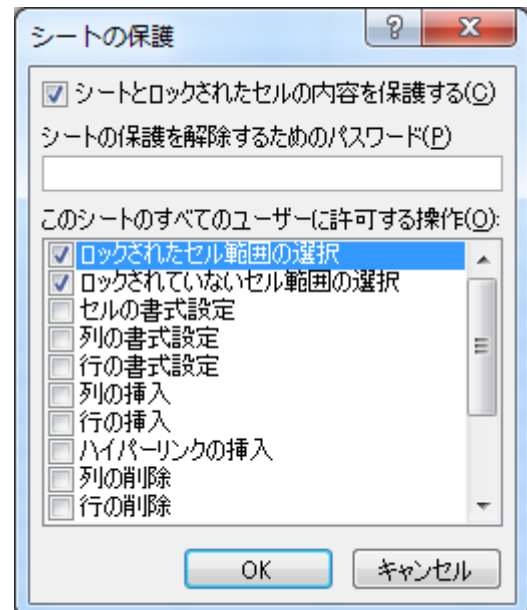 シートの保護
シートとロックされたセルの内容を保護する(C)
シートの保護を解除するためのパスワード(P)
このシートのすべてのユーザーに許可する操作(O):
ロックされたセル範囲の選択
ロックされていないセル範囲の選択
セルの書式設定
列の書式設定
行の書式設定
列の挿入
行の挿入
ハイパーリンクの挿入
列の削除
行の削除
OK
キャンセル